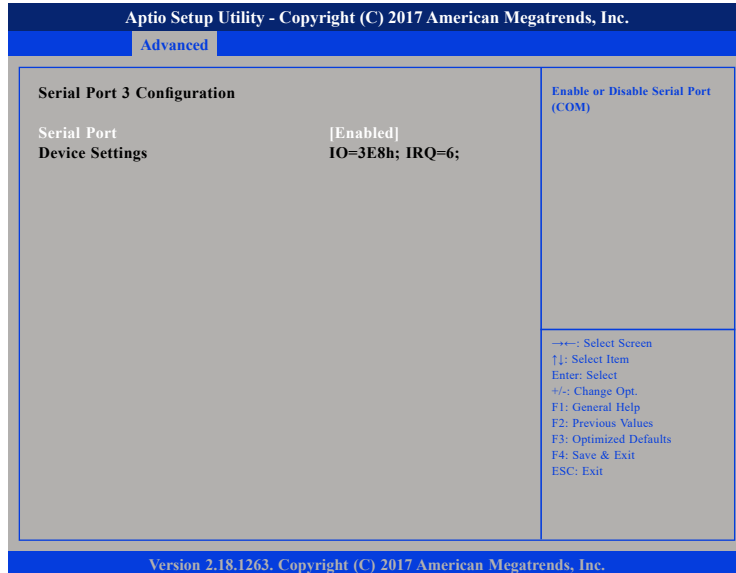 Aptio Setup Utility - Copyright (C) 2017 American Megatrends, Inc.
Advanced
Serial Port 3 Configuration
Serial Port [Enabled]
Device Settings IO=3E8h; IRQ=6;
Enable or Disable Serial Port
(COM)
→←: Select Screen
↑↓: Select Item
Enter: Select
+/-: Change Opt.
F1: General Help
F2: Previous Values
F3: Optimized Defaults
F4: Save & Exit
ESC: Exit
Version 2.18.1263. Copyright (C) 2017 American Megatrends, Inc.